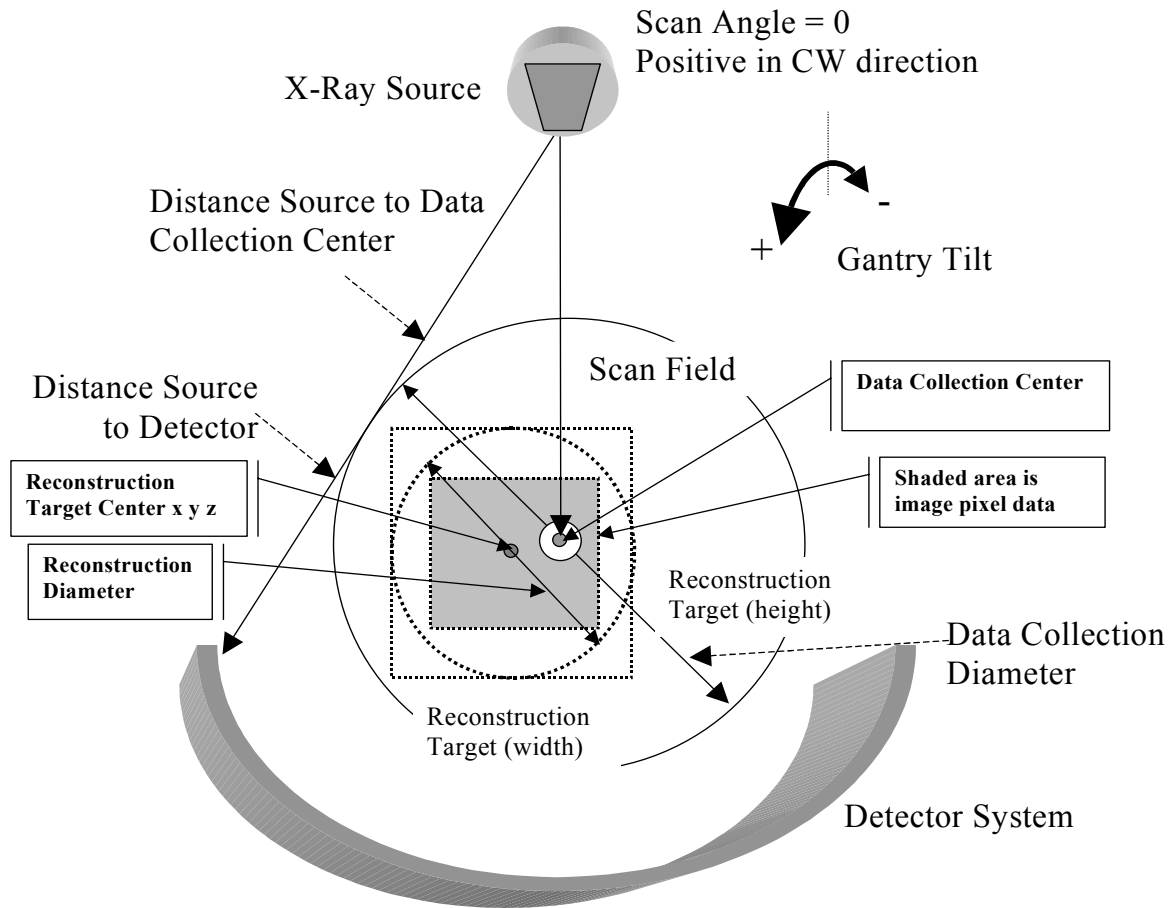 Scan Angle = 0
Positive in CW direction
X-Ray Source
Distance Source to Data
Collection Center
-
+
Gantry Tilt
Scan Field
Data Collection Center
Distance Source
to Detector
Reconstruction
Target Center x y z
Shaded area is
image pixel data
Reconstruction
Diameter
Reconstruction
Target (height)
Data Collection
Diameter
Reconstruction
Target (width)
Detector System